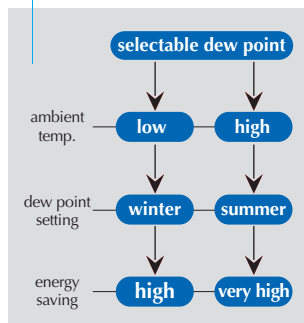 selectable dew point
ambient
temp.
low
high
dew point
setting
winter
summer
energy
saving
high
very high